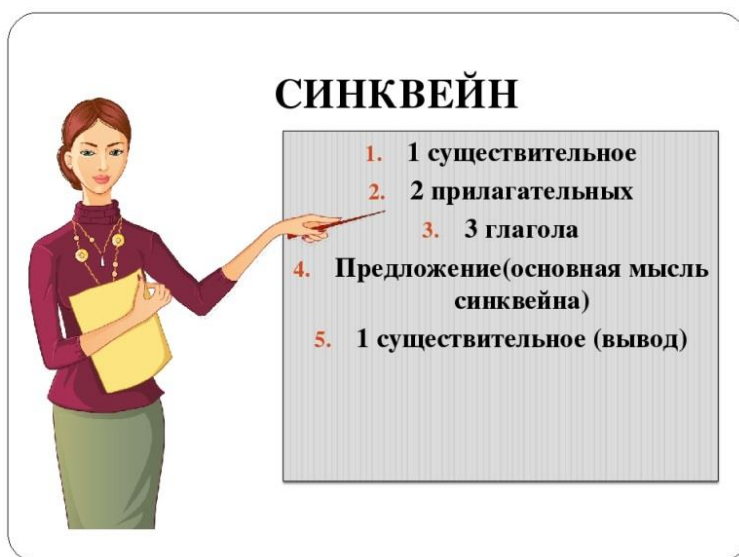 СИНКВЕЙН
1. 1 существительное
2. 2 прилагательных
3. 3 глагола
4. Предложение(основная мысль
синквейна)
5. 1 существительное (вывод)